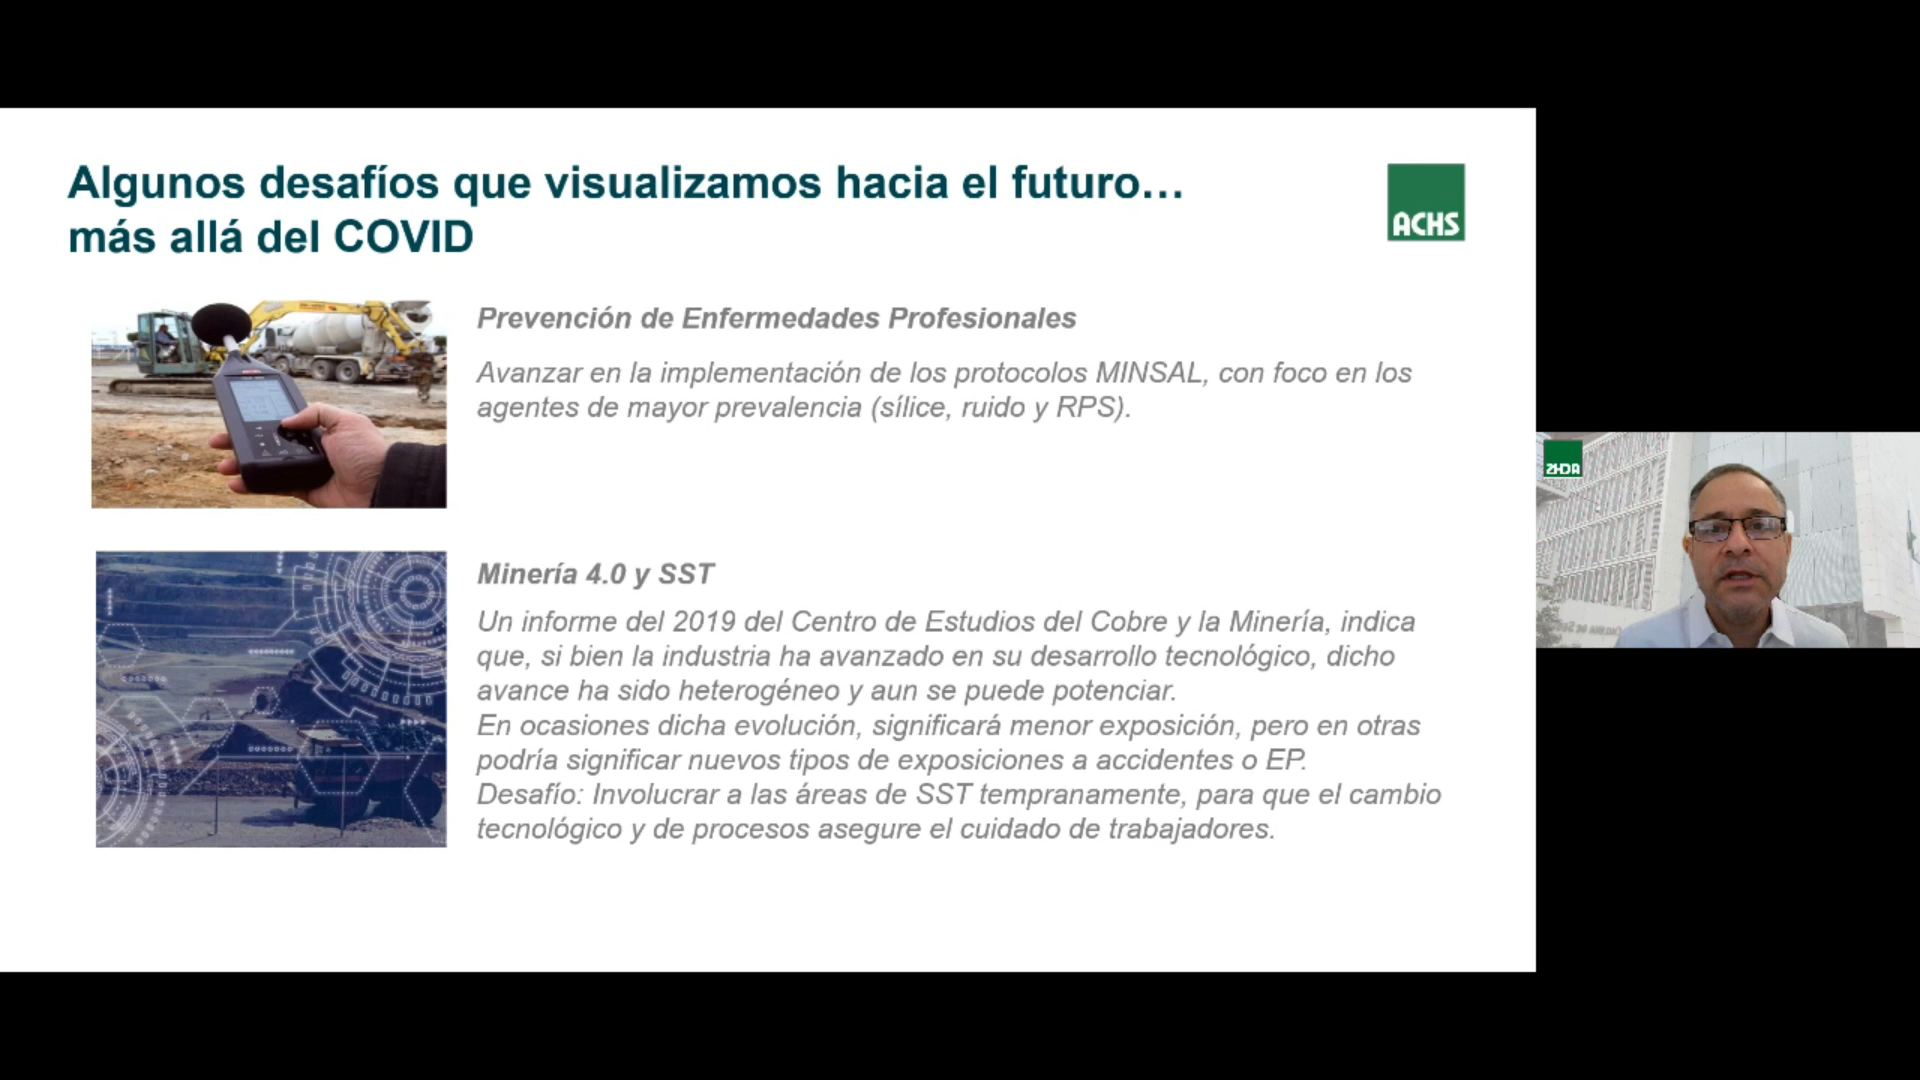 Algunos desafíos que visualizamos hacia el futuro…
más allá del COVID
ACHS
Prevención de Enfermedades Profesionales
Avanzar en la implementación de los protocolos MINSAL, con foco en los
agentes de mayor prevalencia (sílice, ruido y RPS).
Minería 4.0 y SST
Un informe del 2019 del Centro de Estudios del Cobre y la Minería, indica
que, si bien la industria ha avanzado en su desarrollo tecnológico, dicho
avance ha sido heterogéneo y aun se puede potenciar.
En ocasiones dicha evolución, significará menor exposición, pero en otras
podría significar nuevos tipos de exposiciones a accidentes o EP.
Desafío: Involucrar a las áreas de SST tempranamente, para que el cambio
tecnológico y de procesos asegure el cuidado de trabajadores.
ACHS